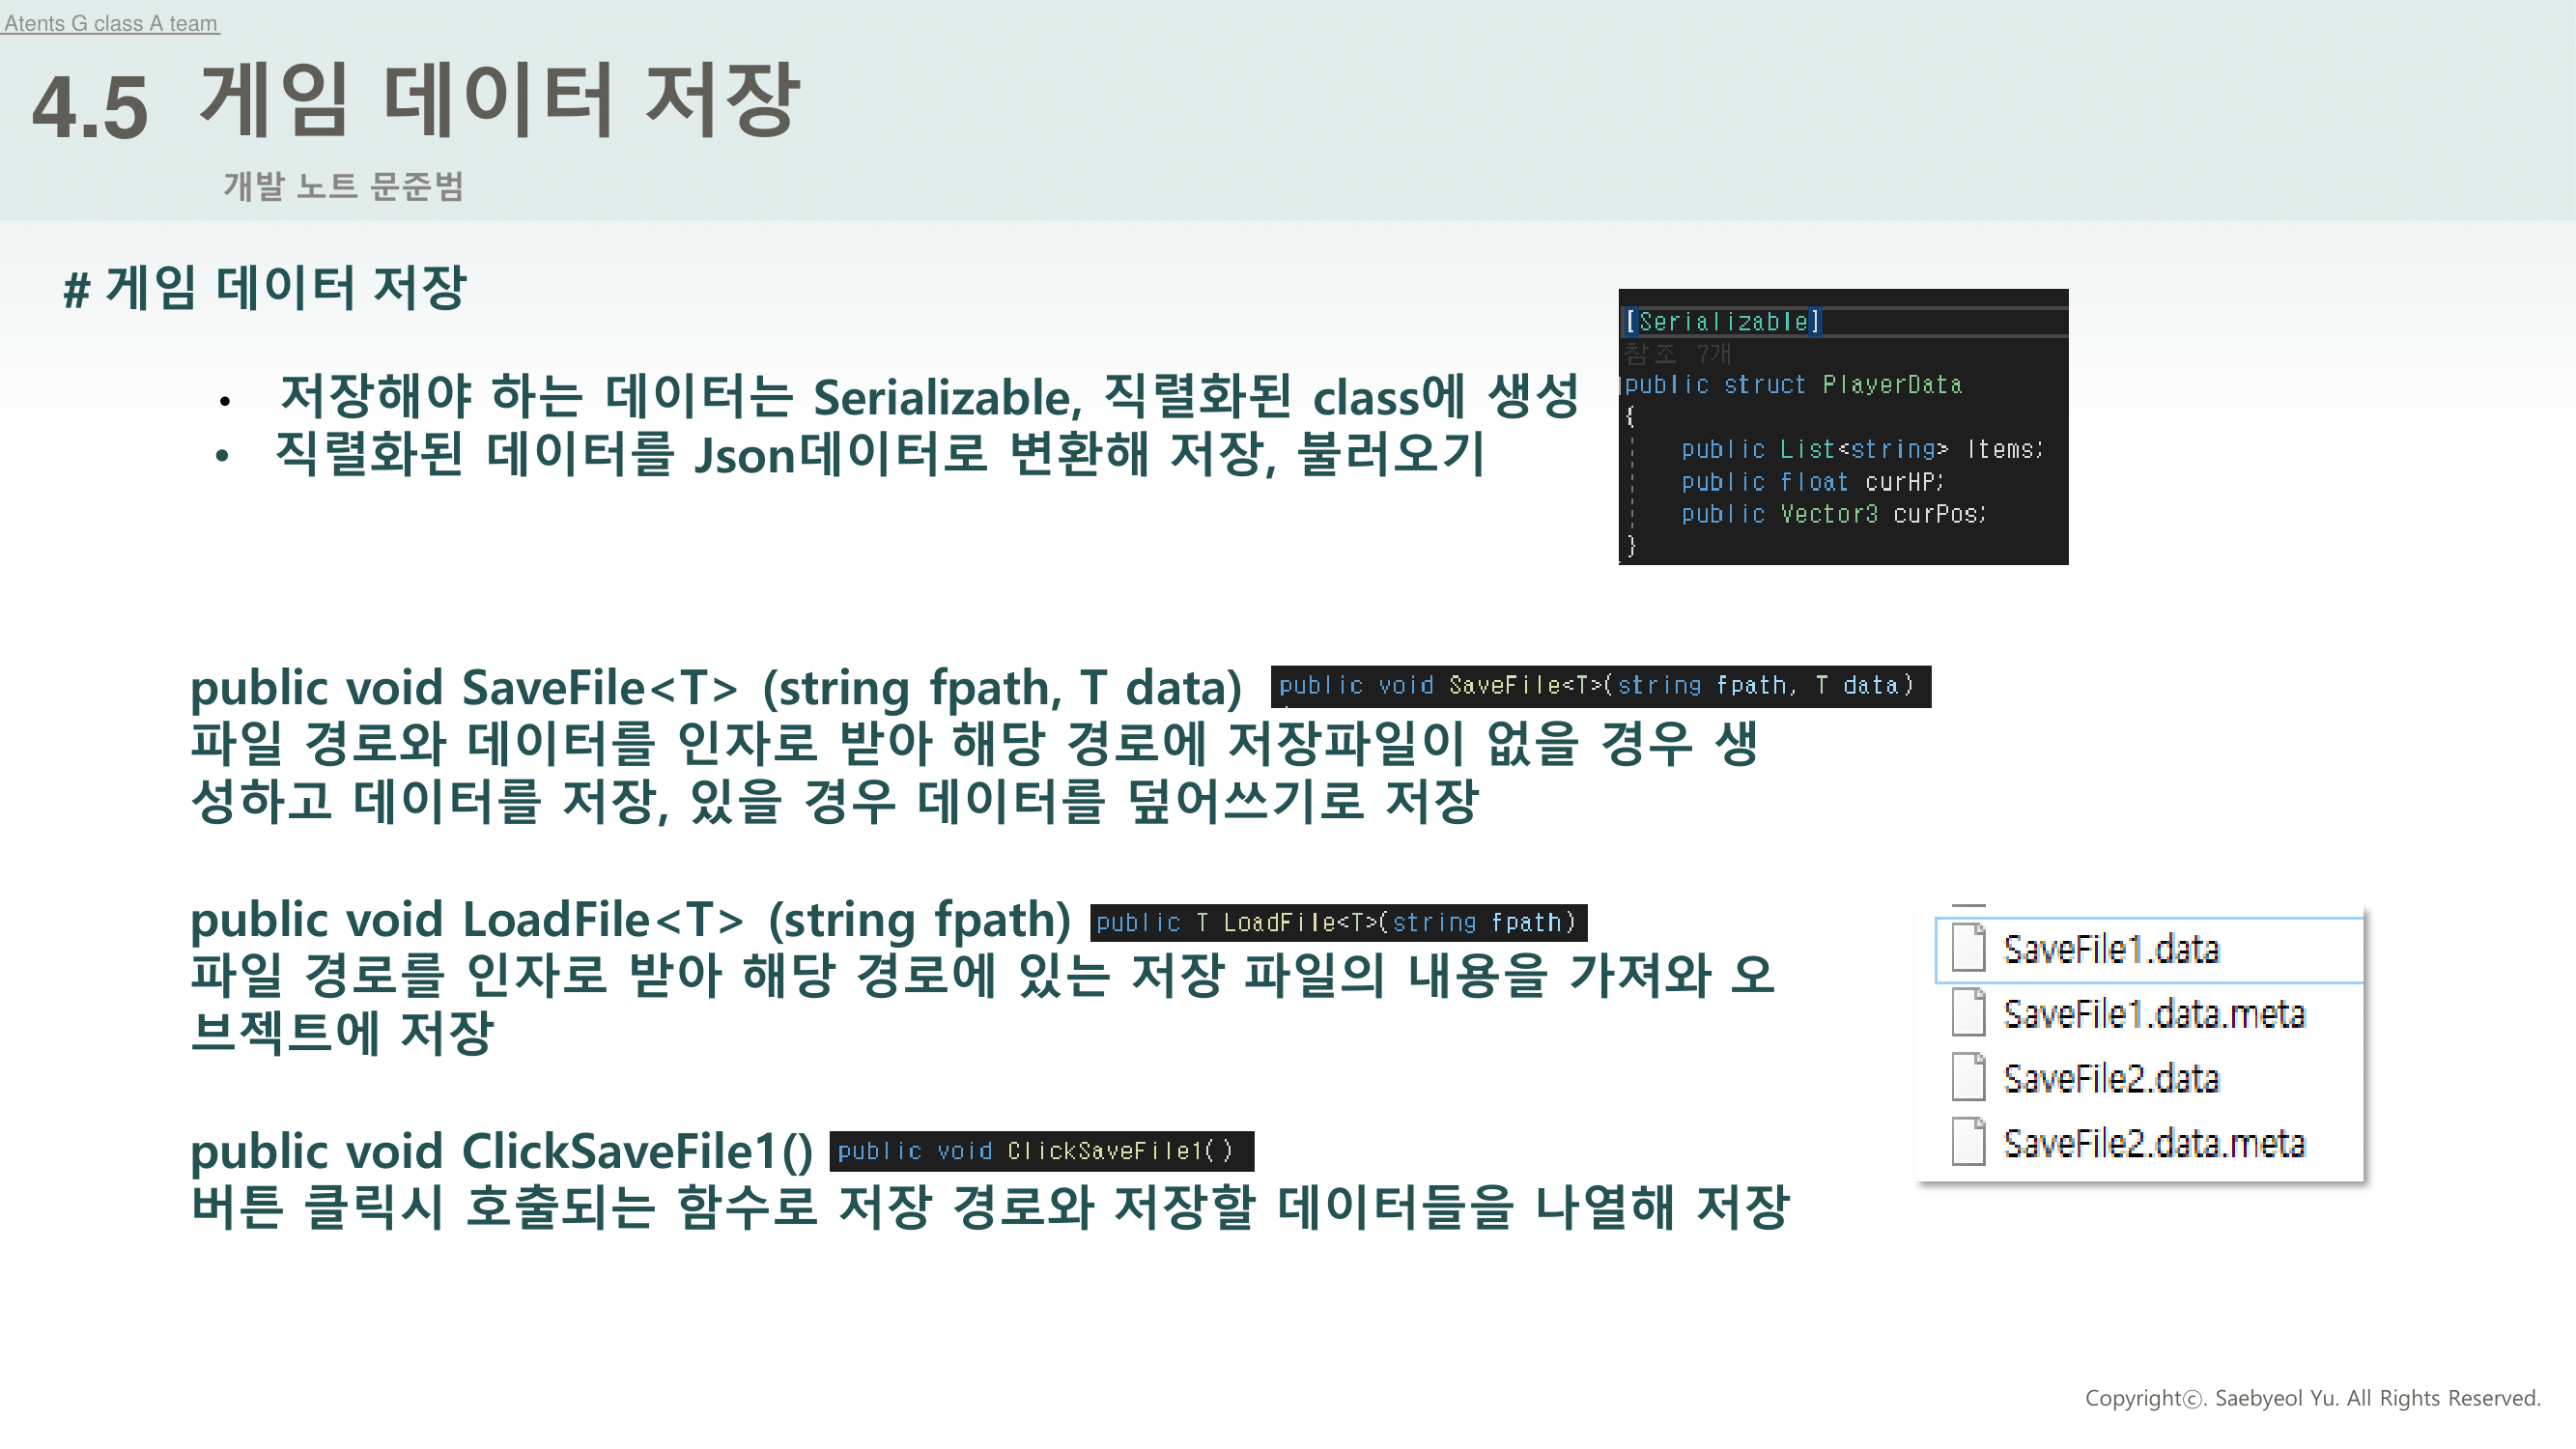 Atents G class A team
4.5 게임 데이터 저장
개발 노트 문준범
# 게임 데이터 저장
• 저장해야 하는 데이터는 Serializable, 직렬화된 class에 생성
• 직렬화된 데이터를 Json데이터로 변환해 저장, 불러오기
[Serializable]
참조 7개
public struct PlayerData
{
public List<string> Items;
public float curHP;
public Vector3 curPos;
}
public void SaveFile<T> (string fpath, T data) public void SaveFile<T>(string fpath, T data)
파일 경로와 데이터를 인자로 받아 해당 경로에 저장파일이 없을 경우 생
성하고 데이터를 저장, 있을 경우 데이터를 덮어쓰기로 저장
public void LoadFile<T> (string fpath) public T LoadFile<T>(string fpath)
파일 경로를 인자로 받아 해당 경로에 있는 저장 파일의 내용을 가져와 오
브젝트에 저장
public void ClickSaveFile1() public void ClickSaveFile1()
버튼 클릭시 호출되는 함수로 저장 경로와 저장할 데이터들을 나열해 저장
SaveFile1.data
SaveFile1.data.meta
SaveFile2.data
SaveFile2.data.meta
Copyrightⓒ. Saebyeol Yu. All Rights Reserved.